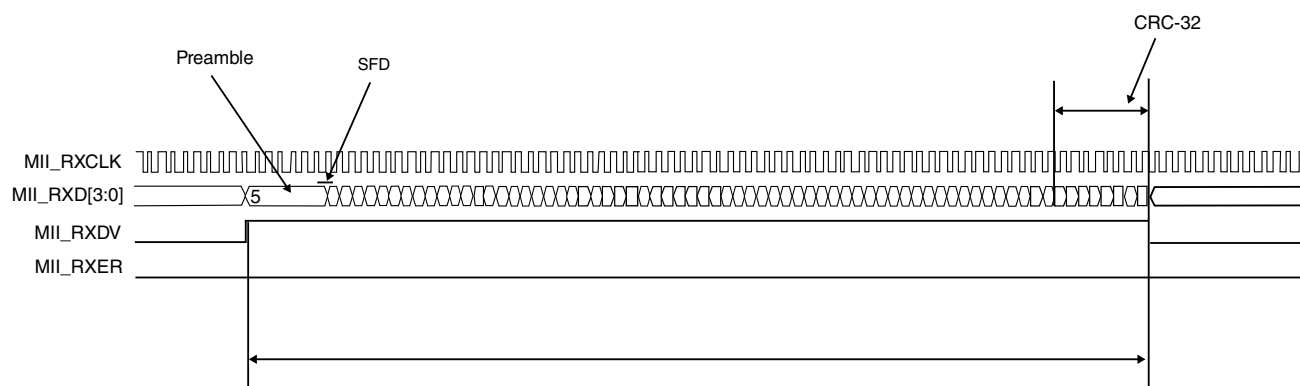 CRC-32
Preamble
SFD
MII_RXCLK
MII_RXD[3:0]
5
MII_RXDV
MII_RXER